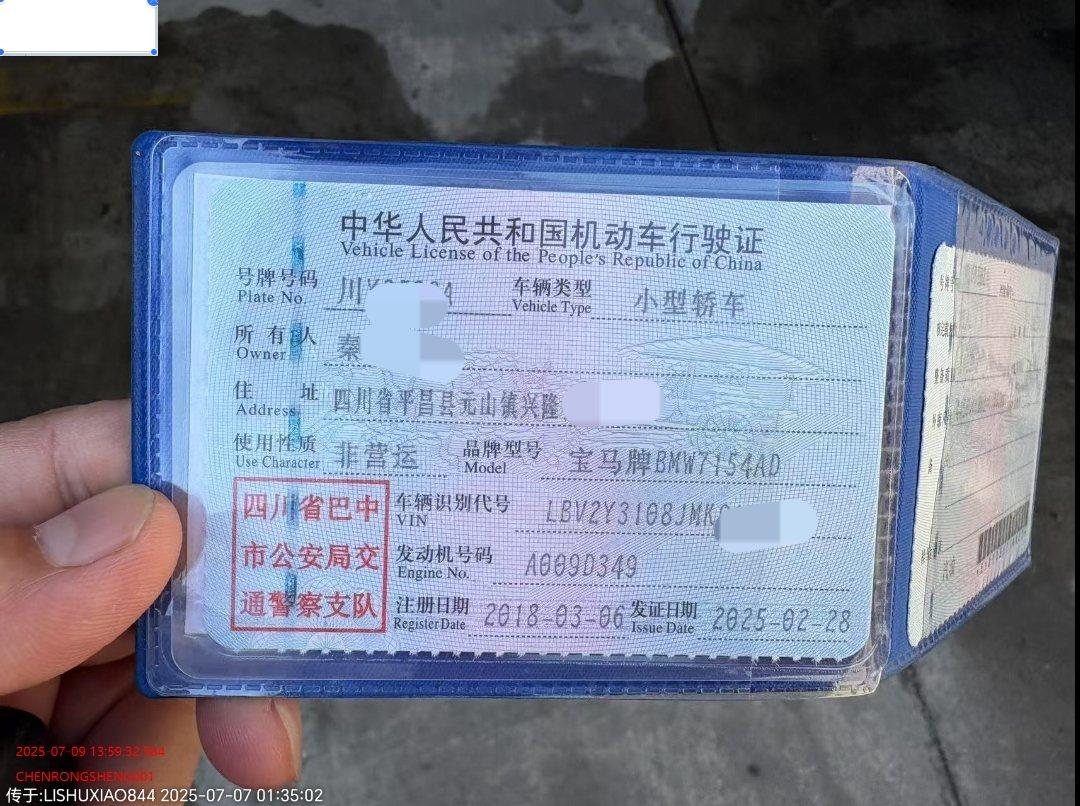 中华人民共和国机动车行驶证
Vehicle License of the People's Republic of China
号牌号码 川Y 车辆类型 小型轿车
Plate No. Vehicle Type
所有人 秦
Owner
住址 四川省平昌县元山镇兴隆
Address
使用性质 非营运 品牌型号 宝马牌BMW7154AD
Use Character Model
四川省巴中
市公安局交
通警察支队
车辆识别代号 LBV2Y3108JMK
VIN
发动机号码 A009D349
Engine No.
注册日期 2018-03-06 发证日期 2025-02-28
Register Date Issue Date
2025-07-09 13:59:32
传于:LISHUXIAO844 2025-07-07 01:35:02